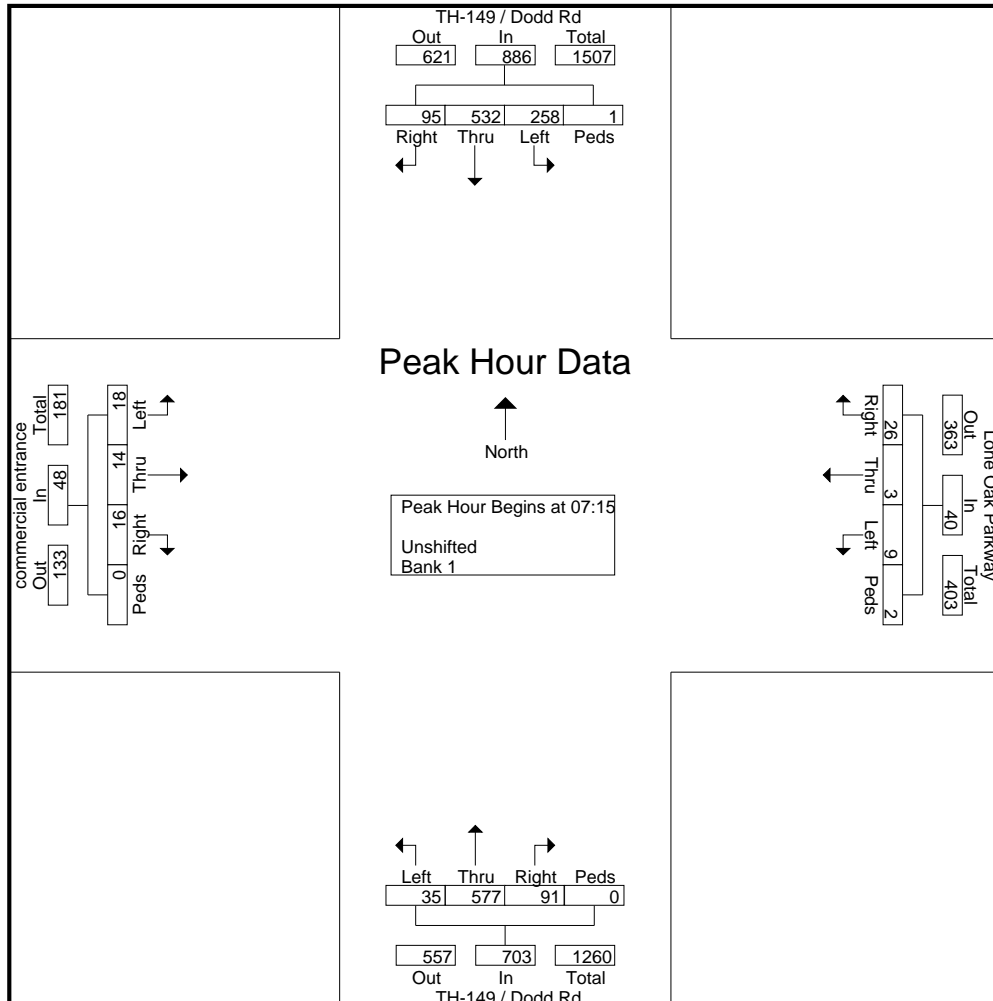 TH-149 / Dodd Rd
Out In Total
621 886 1507
95 532 258 1
Right Thru Left Peds
Peak Hour Data
North
Peak Hour Begins at 07:15
Unshifted
Bank 1
commercial entrance
Out In Total
133 48 181
18 14 16 0
Left Thru Right Peds
Lone Oak Parkway
Out In Total
363 40 403
26 3 9 2
Right Thru Left Peds
Left Thru Right Peds
35 577 91 0
557 703 1260
Out In Total
TH-149 / Dodd Rd